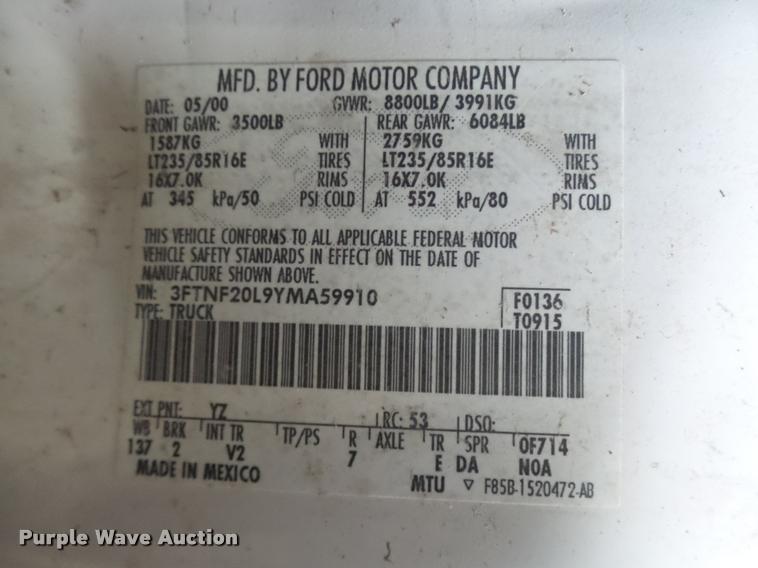 MFD. BY FORD MOTOR COMPANY
DATE: 05/00 GVWR: 8800LB/ 3991KG
FRONT GAWR: 3500LB REAR GAWR: 6084LB
1587KG WITH 2759KG WITH
LT235/85R16E TIRES LT235/85R16E TIRES
16X7.0K RIMS 16X7.0K RIMS
AT 345 kPa/50 PSI COLD AT 552 kPa/80 PSI COLD
THIS VEHICLE CONFORMS TO ALL APPLICABLE FEDERAL MOTOR
VEHICLE SAFETY STANDARDS IN EFFECT ON THE DATE OF
MANUFACTURE SHOWN ABOVE.
VIN: 3FTNF20L9YMA59910 F0136
TYPE: TRUCK T0915
EXT PNT: YZ RC: 53 DSO:
WB BRK INT TR TP/PS R AXLE TR SPR 0F714
137 2 V2 7 E DA N0A
MADE IN MEXICO MTU ▽ F85B-1520472-AB
Purple Wave Auction